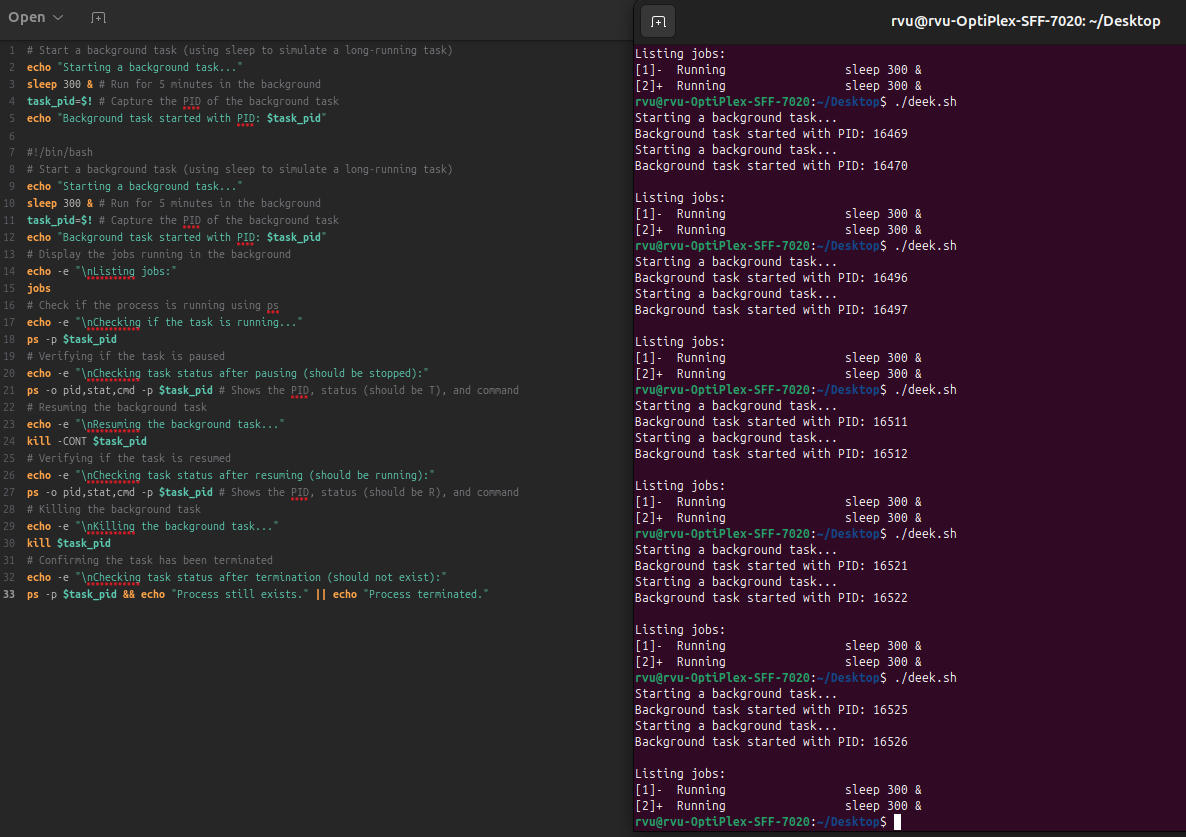 Open
1 # Start a background task (using sleep to simulate a long-running task)
2 echo "Starting a background task..."
3 sleep 300 & # Run for 5 minutes in the background
4 task_pid=$! # Capture the PID of the background task
5 echo "Background task started with PID: $task_pid"
6
7 #!/bin/bash
8 # Start a background task (using sleep to simulate a long-running task)
9 echo "Starting a background task..."
10 sleep 300 & # Run for 5 minutes in the background
11 task_pid=$! # Capture the PID of the background task
12 echo "Background task started with PID: $task_pid"
13 # Display the jobs running in the background
14 echo -e "\nListing jobs:"
15 jobs
16 # Check if the process is running using ps
17 echo -e "\nChecking if the task is running..."
18 ps -p $task_pid
19 # Verifying if the task is paused
20 echo -e "\nChecking task status after pausing (should be stopped):"
21 ps -o pid,stat,cmd -p $task_pid # Shows the PID, status (should be T), and command
22 # Resuming the background task
23 echo -e "\nResuming the background task..."
24 kill -CONT $task_pid
25 # Verifying if the task is resumed
26 echo -e "\nChecking task status after resuming (should be running):"
27 ps -o pid,stat,cmd -p $task_pid # Shows the PID, status (should be R), and command
28 # Killing the background task
29 echo -e "\nKilling the background task..."
30 kill $task_pid
31 # Confirming the task has been terminated
32 echo -e "\nChecking task status after termination (should not exist):"
33 ps -p $task_pid && echo "Process still exists." || echo "Process terminated."
rvu@rvu-OptiPlex-SFF-7020: ~/Desktop
Listing jobs:
[1]-  Running                 sleep 300 &
[2]+  Running                 sleep 300 &
rvu@rvu-OptiPlex-SFF-7020:~/Desktop$ ./deek.sh
Starting a background task...
Background task started with PID: 16469
Starting a background task...
Background task started with PID: 16470

Listing jobs:
[1]-  Running                 sleep 300 &
[2]+  Running                 sleep 300 &
rvu@rvu-OptiPlex-SFF-7020:~/Desktop$ ./deek.sh
Starting a background task...
Background task started with PID: 16496
Starting a background task...
Background task started with PID: 16497

Listing jobs:
[1]-  Running                 sleep 300 &
[2]+  Running                 sleep 300 &
rvu@rvu-OptiPlex-SFF-7020:~/Desktop$ ./deek.sh
Starting a background task...
Background task started with PID: 16511
Starting a background task...
Background task started with PID: 16512

Listing jobs:
[1]-  Running                 sleep 300 &
[2]+  Running                 sleep 300 &
rvu@rvu-OptiPlex-SFF-7020:~/Desktop$ ./deek.sh
Starting a background task...
Background task started with PID: 16521
Starting a background task...
Background task started with PID: 16522

Listing jobs:
[1]-  Running                 sleep 300 &
[2]+  Running                 sleep 300 &
rvu@rvu-OptiPlex-SFF-7020:~/Desktop$ ./deek.sh
Starting a background task...
Background task started with PID: 16525
Starting a background task...
Background task started with PID: 16526

Listing jobs:
[1]-  Running                 sleep 300 &
[2]+  Running                 sleep 300 &
rvu@rvu-OptiPlex-SFF-7020:~/Desktop$